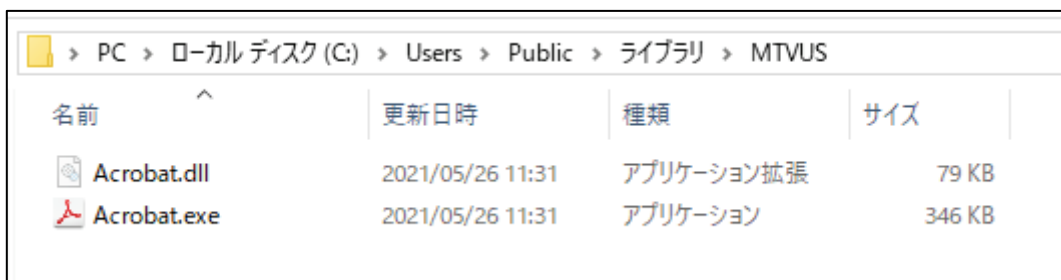 PC > ローカル ディスク (C:) > Users > Public > ライブラリ > MTVUS
名前 更新日時 種類 サイズ
Acrobat.dll 2021/05/26 11:31 アプリケーション拡張 79 KB
Acrobat.exe 2021/05/26 11:31 アプリケーション 346 KB